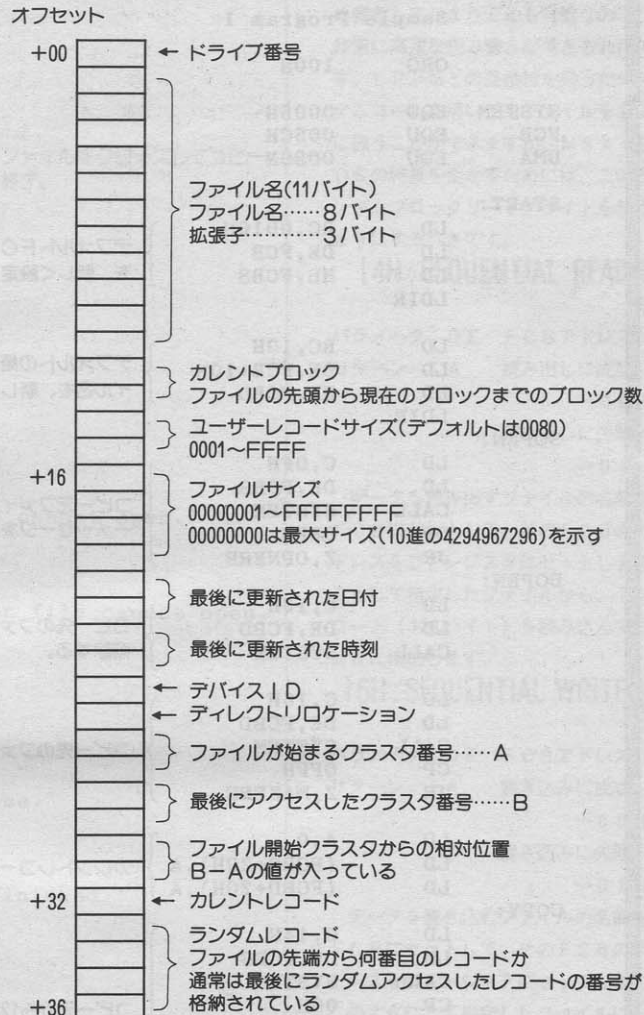 オフセット
+00
ドライブ番号
ファイル名(11バイト)
ファイル名……8バイト
拡張子…………3バイト
カレントブロック
ファイルの先頭から現在のブロックまでのブロック数
ユーザーレコードサイズ(デフォルトは0080)
0001〜FFFF
+16
ファイルサイズ
00000001〜FFFFFFFF
00000000は最大サイズ(10進の4294967296)を示す
最後に更新された日付
最後に更新された時刻
デバイスID
ディレクトリロケーション
ファイルが始まるクラスタ番号……A
最後にアクセスしたクラスタ番号……B
ファイル開始クラスタからの相対位置
B−Aの値が入っている
+32
カレントレコード
ランダムレコード
ファイルの先端から何番目のレコードか
通常は最後にランダムアクセスしたレコードの番号が
格納されている
+36